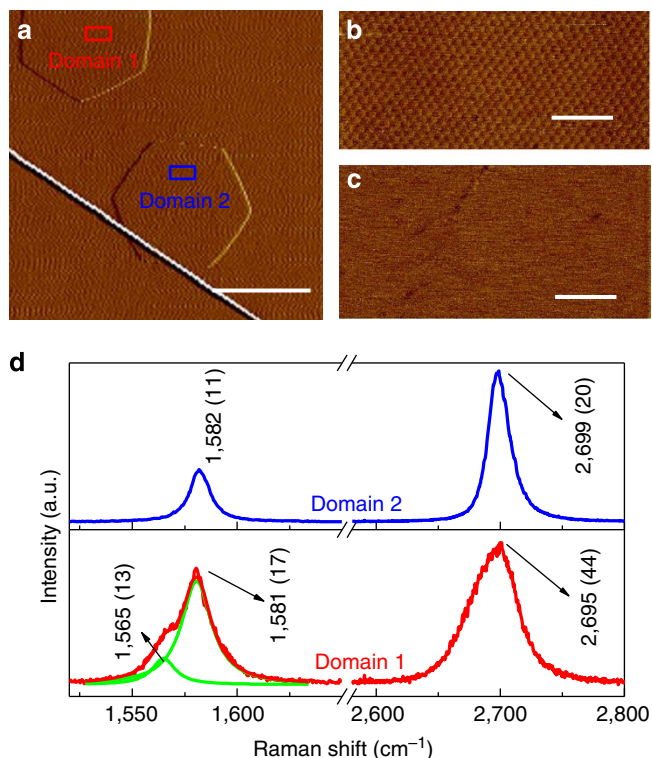 a
Domain 1
Domain 2
b
c
d
Intensity (a.u.)
1,582 (11)
2,699 (20)
Domain 2
1,565 (13)
1,581 (17)
2,695 (44)
Domain 1
1,550
1,600
2,600
2,700
2,800
Raman shift (cm⁻¹)